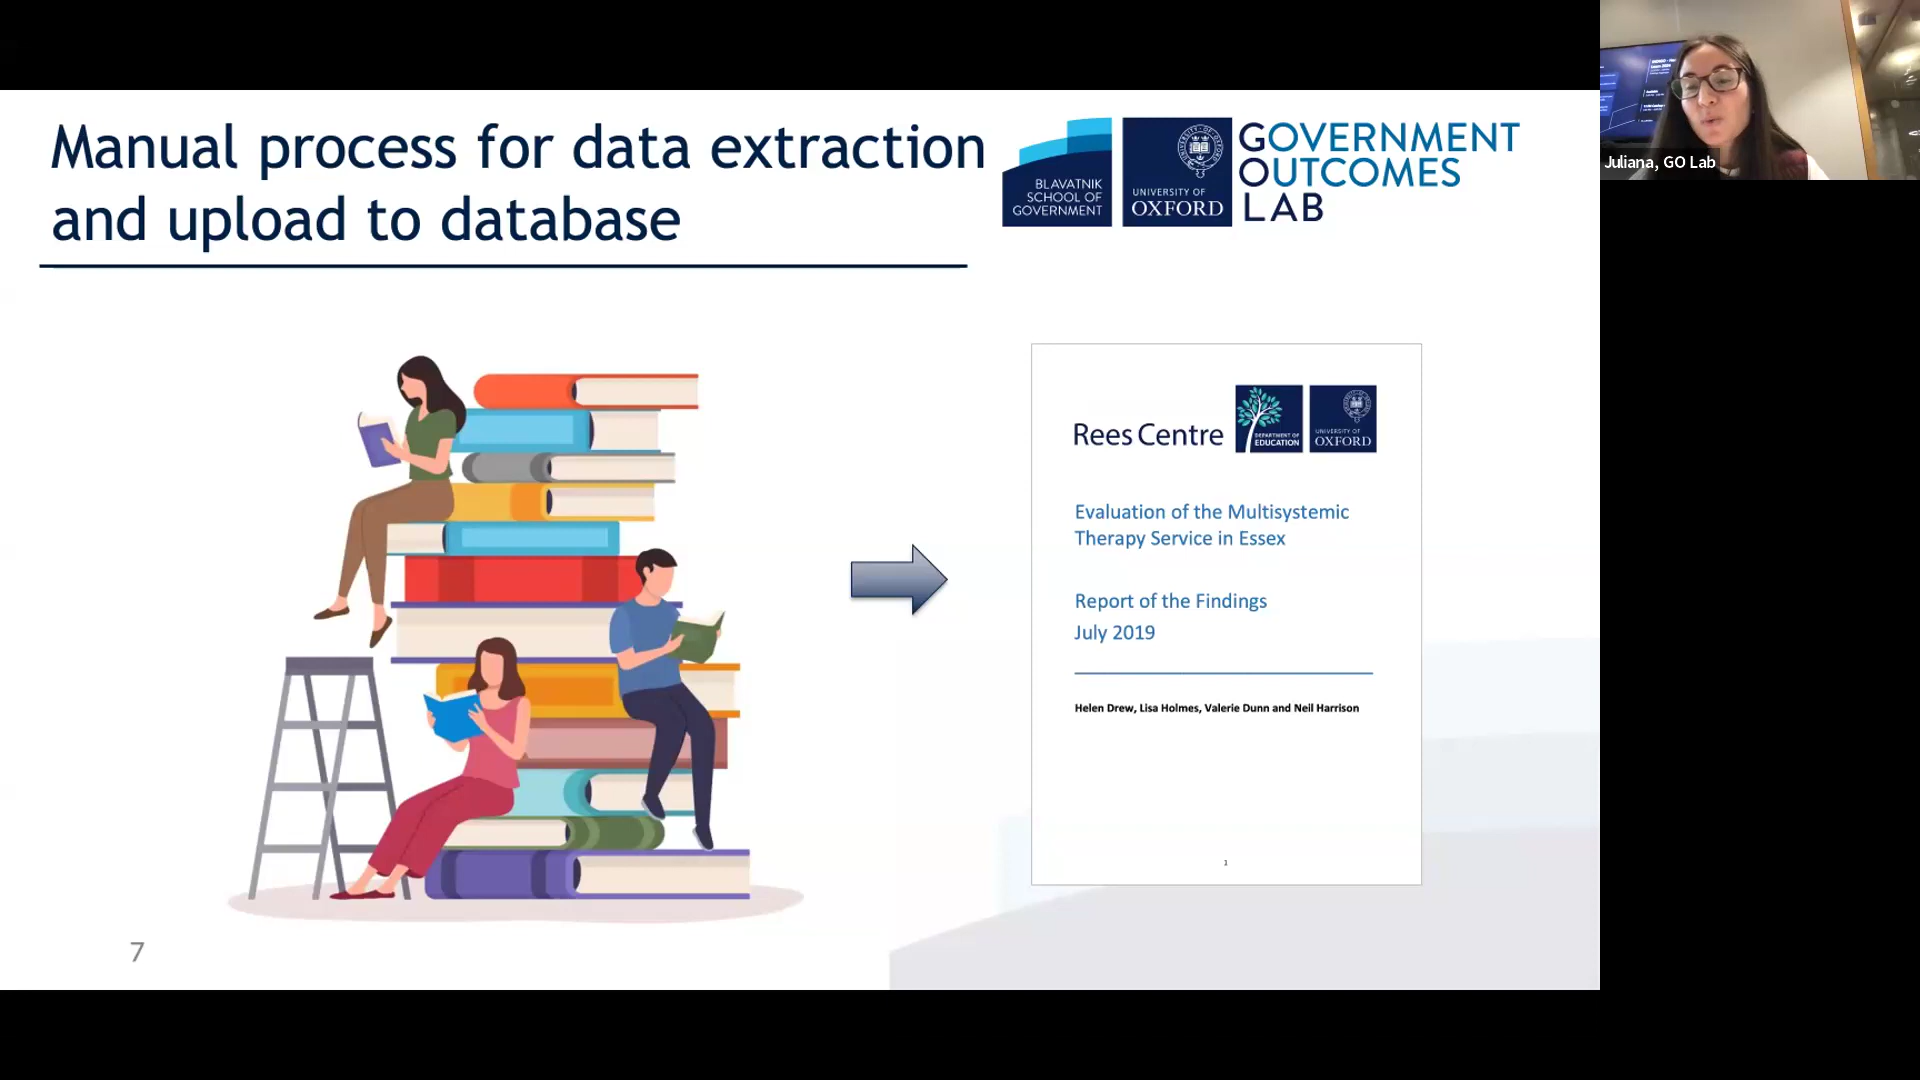 Manual process for data extraction
and upload to database
BLAVATNIK
SCHOOL OF
GOVERNMENT
UNIVERSITY OF
OXFORD
GOVERNMENT
OUTCOMES
LAB
Juliana, GO Lab
Rees Centre
DEPARTMENT OF
EDUCATION
UNIVERSITY OF
OXFORD
Evaluation of the Multisystemic
Therapy Service in Essex
Report of the Findings
July 2019
Helen Drew, Lisa Holmes, Valerie Dunn and Neil Harrison
1
7